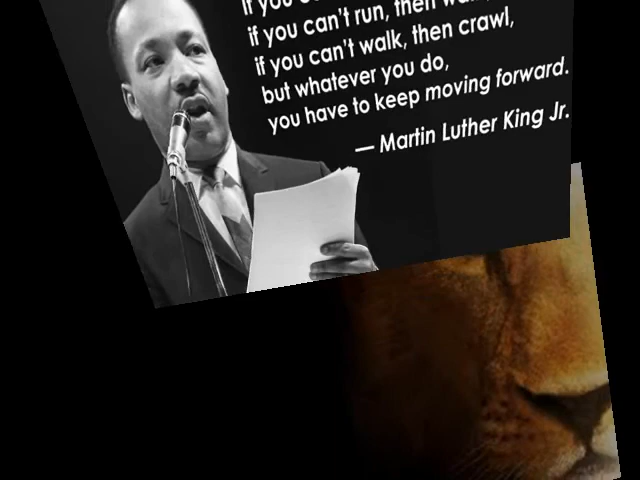 if you can't run, then
if you can't walk, then crawl,
but whatever you do,
you have to keep moving forward.
— Martin Luther King Jr.